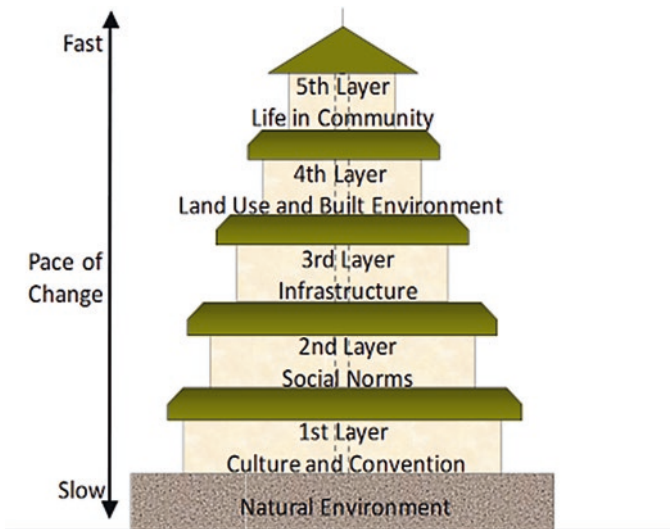 Fast
5th Layer
Life in Community
4th Layer
Land Use and Built Environment
Pace of
Change
3rd Layer
Infrastructure
2nd Layer
Social Norms
1st Layer
Culture and Convention
Slow
Natural Environment